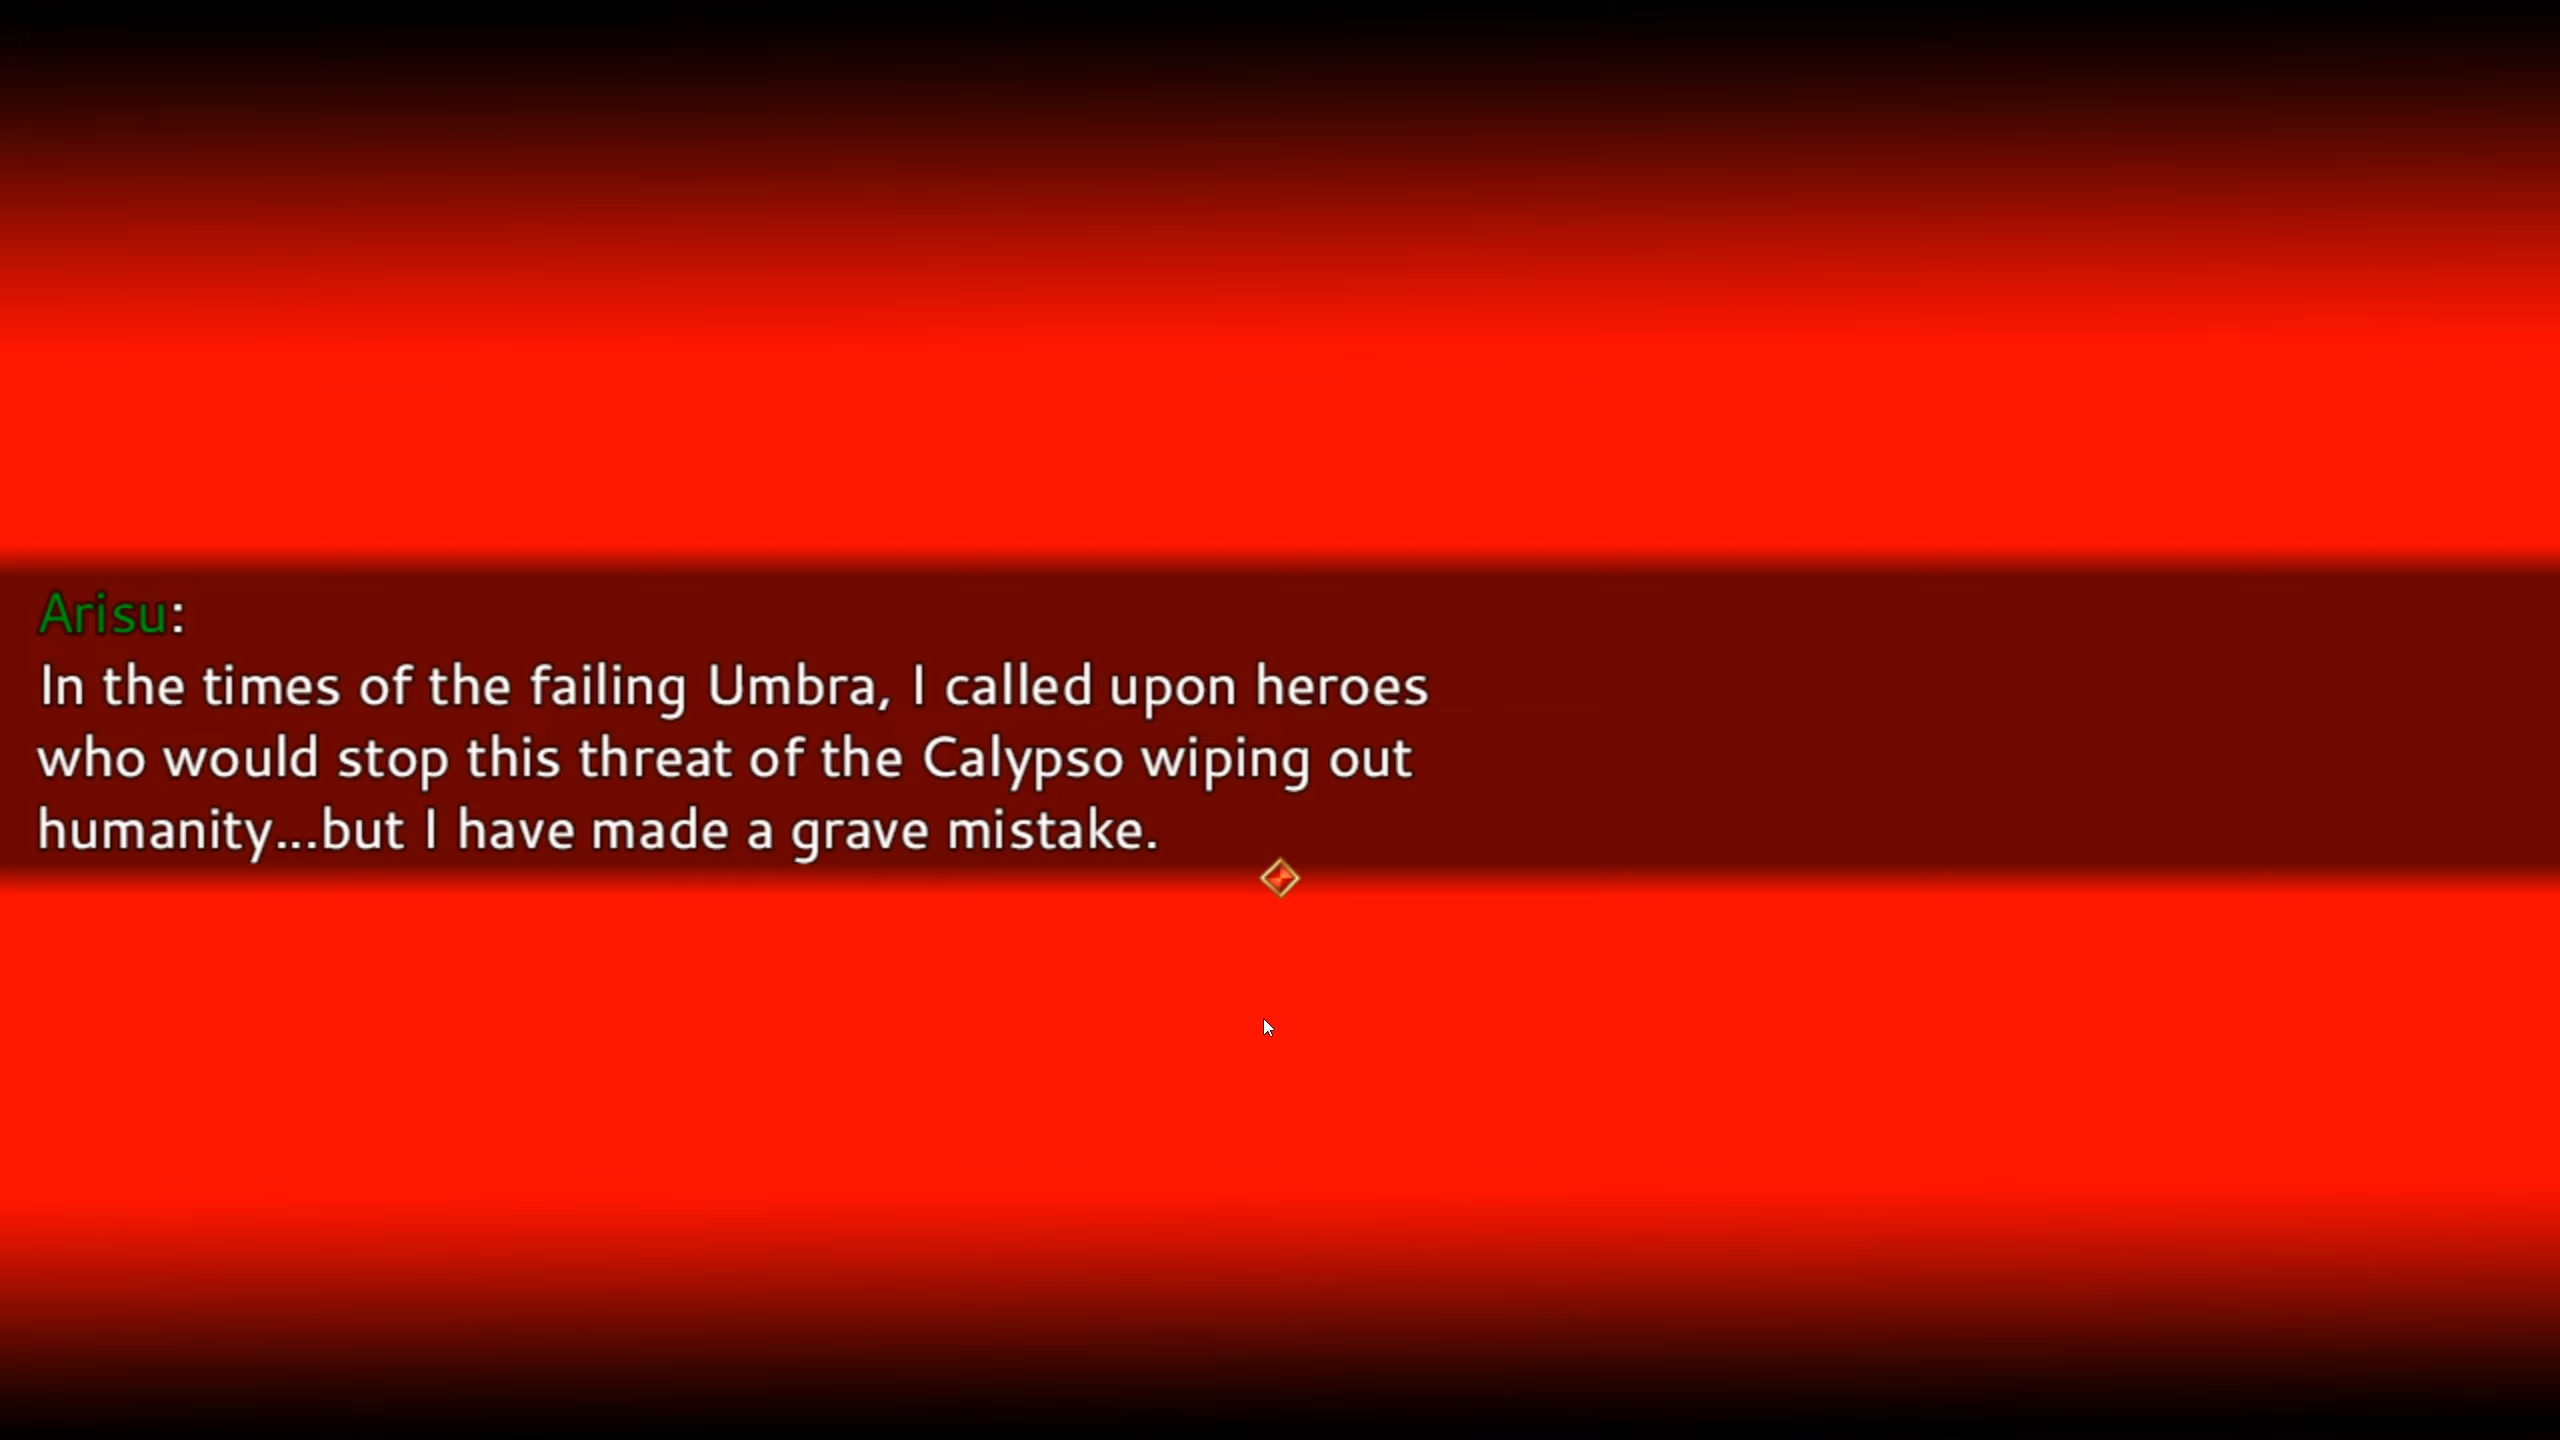 Arisu:
In the times of the failing Umbra, I called upon heroes
who would stop this threat of the Calypso wiping out
humanity...but I have made a grave mistake.